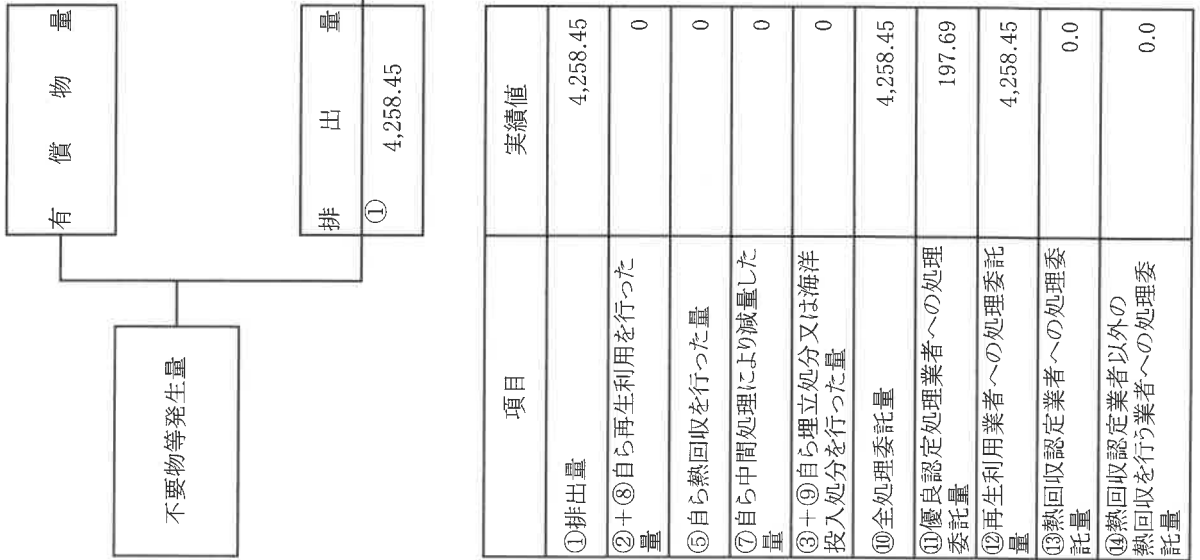 不要物等発生量
有償物量
排出量
①
4,258.45
項目 実績値
①排出量 4,258.45
②+⑧自ら再生利用を行った
量 0
⑤自ら熱回収を行った量 0
⑦自ら中間処理により減量した
量 0
③+⑨自ら埋立処分又は海洋
投入処分を行った量 0
⑩全処理委託量 4,258.45
⑪優良認定処理業者への処理
委託量 197.69
⑫再生利用業者への処理委託
量 4,258.45
⑬熱回収認定業者への処理委
託量 0.0
⑭熱回収認定業者以外の
熱回収を行う業者への処理委
託量 0.0